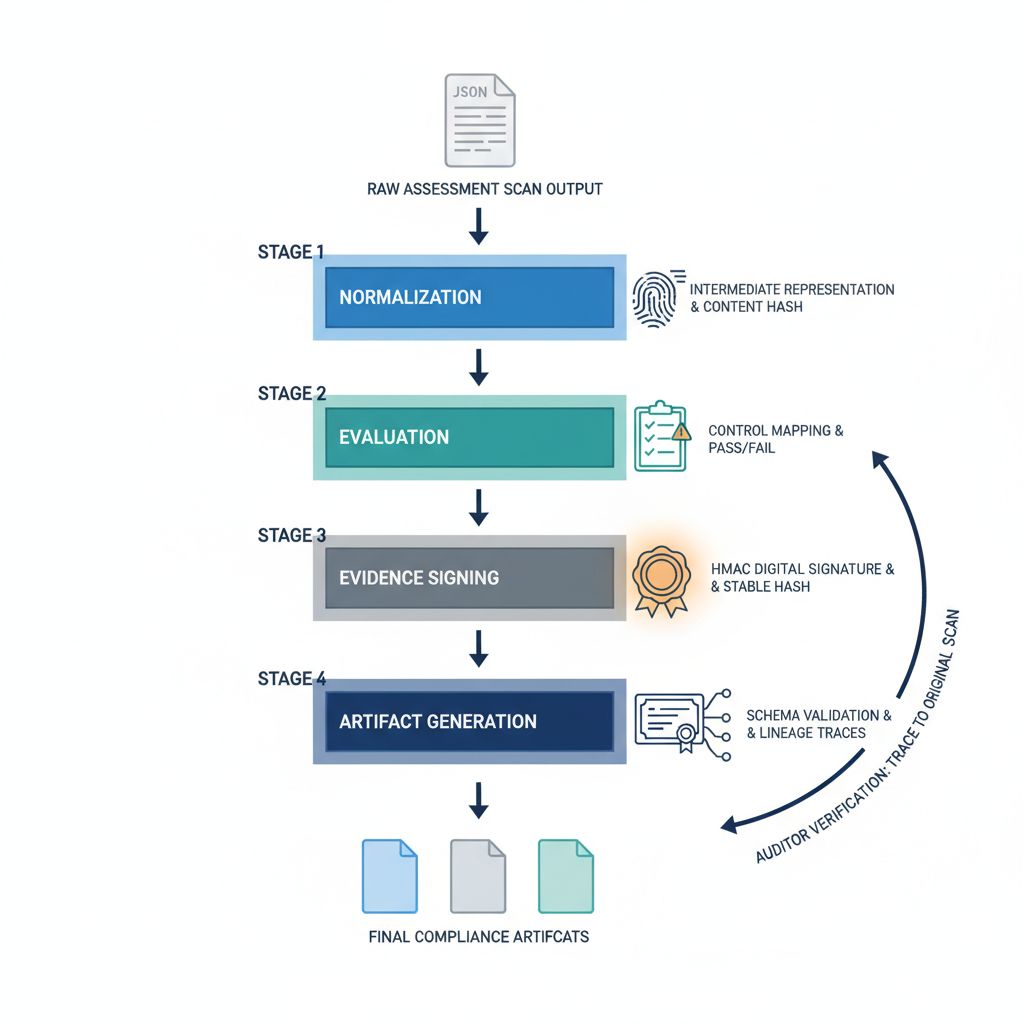 JSON
RAW ASSESSMENT SCAN OUTPUT
STAGE 1
NORMALIZATION
INTERMEDIATE REPRESENTATION
& CONTENT HASH
STAGE 2
EVALUATION
CONTROL MAPPING &
PASS/FAIL
STAGE 3
EVIDENCE SIGNING
HMAC DIGITAL SIGNATURE &
& STABLE HASH
STAGE 4
ARTIFACT GENERATION
SCHEMA VALIDATION &
& LINEAGE TRACES
AUDITOR VERIFICATION: TRACE TO ORIGINAL SCAN
FINAL COMPLIANCE ARTIFCATS